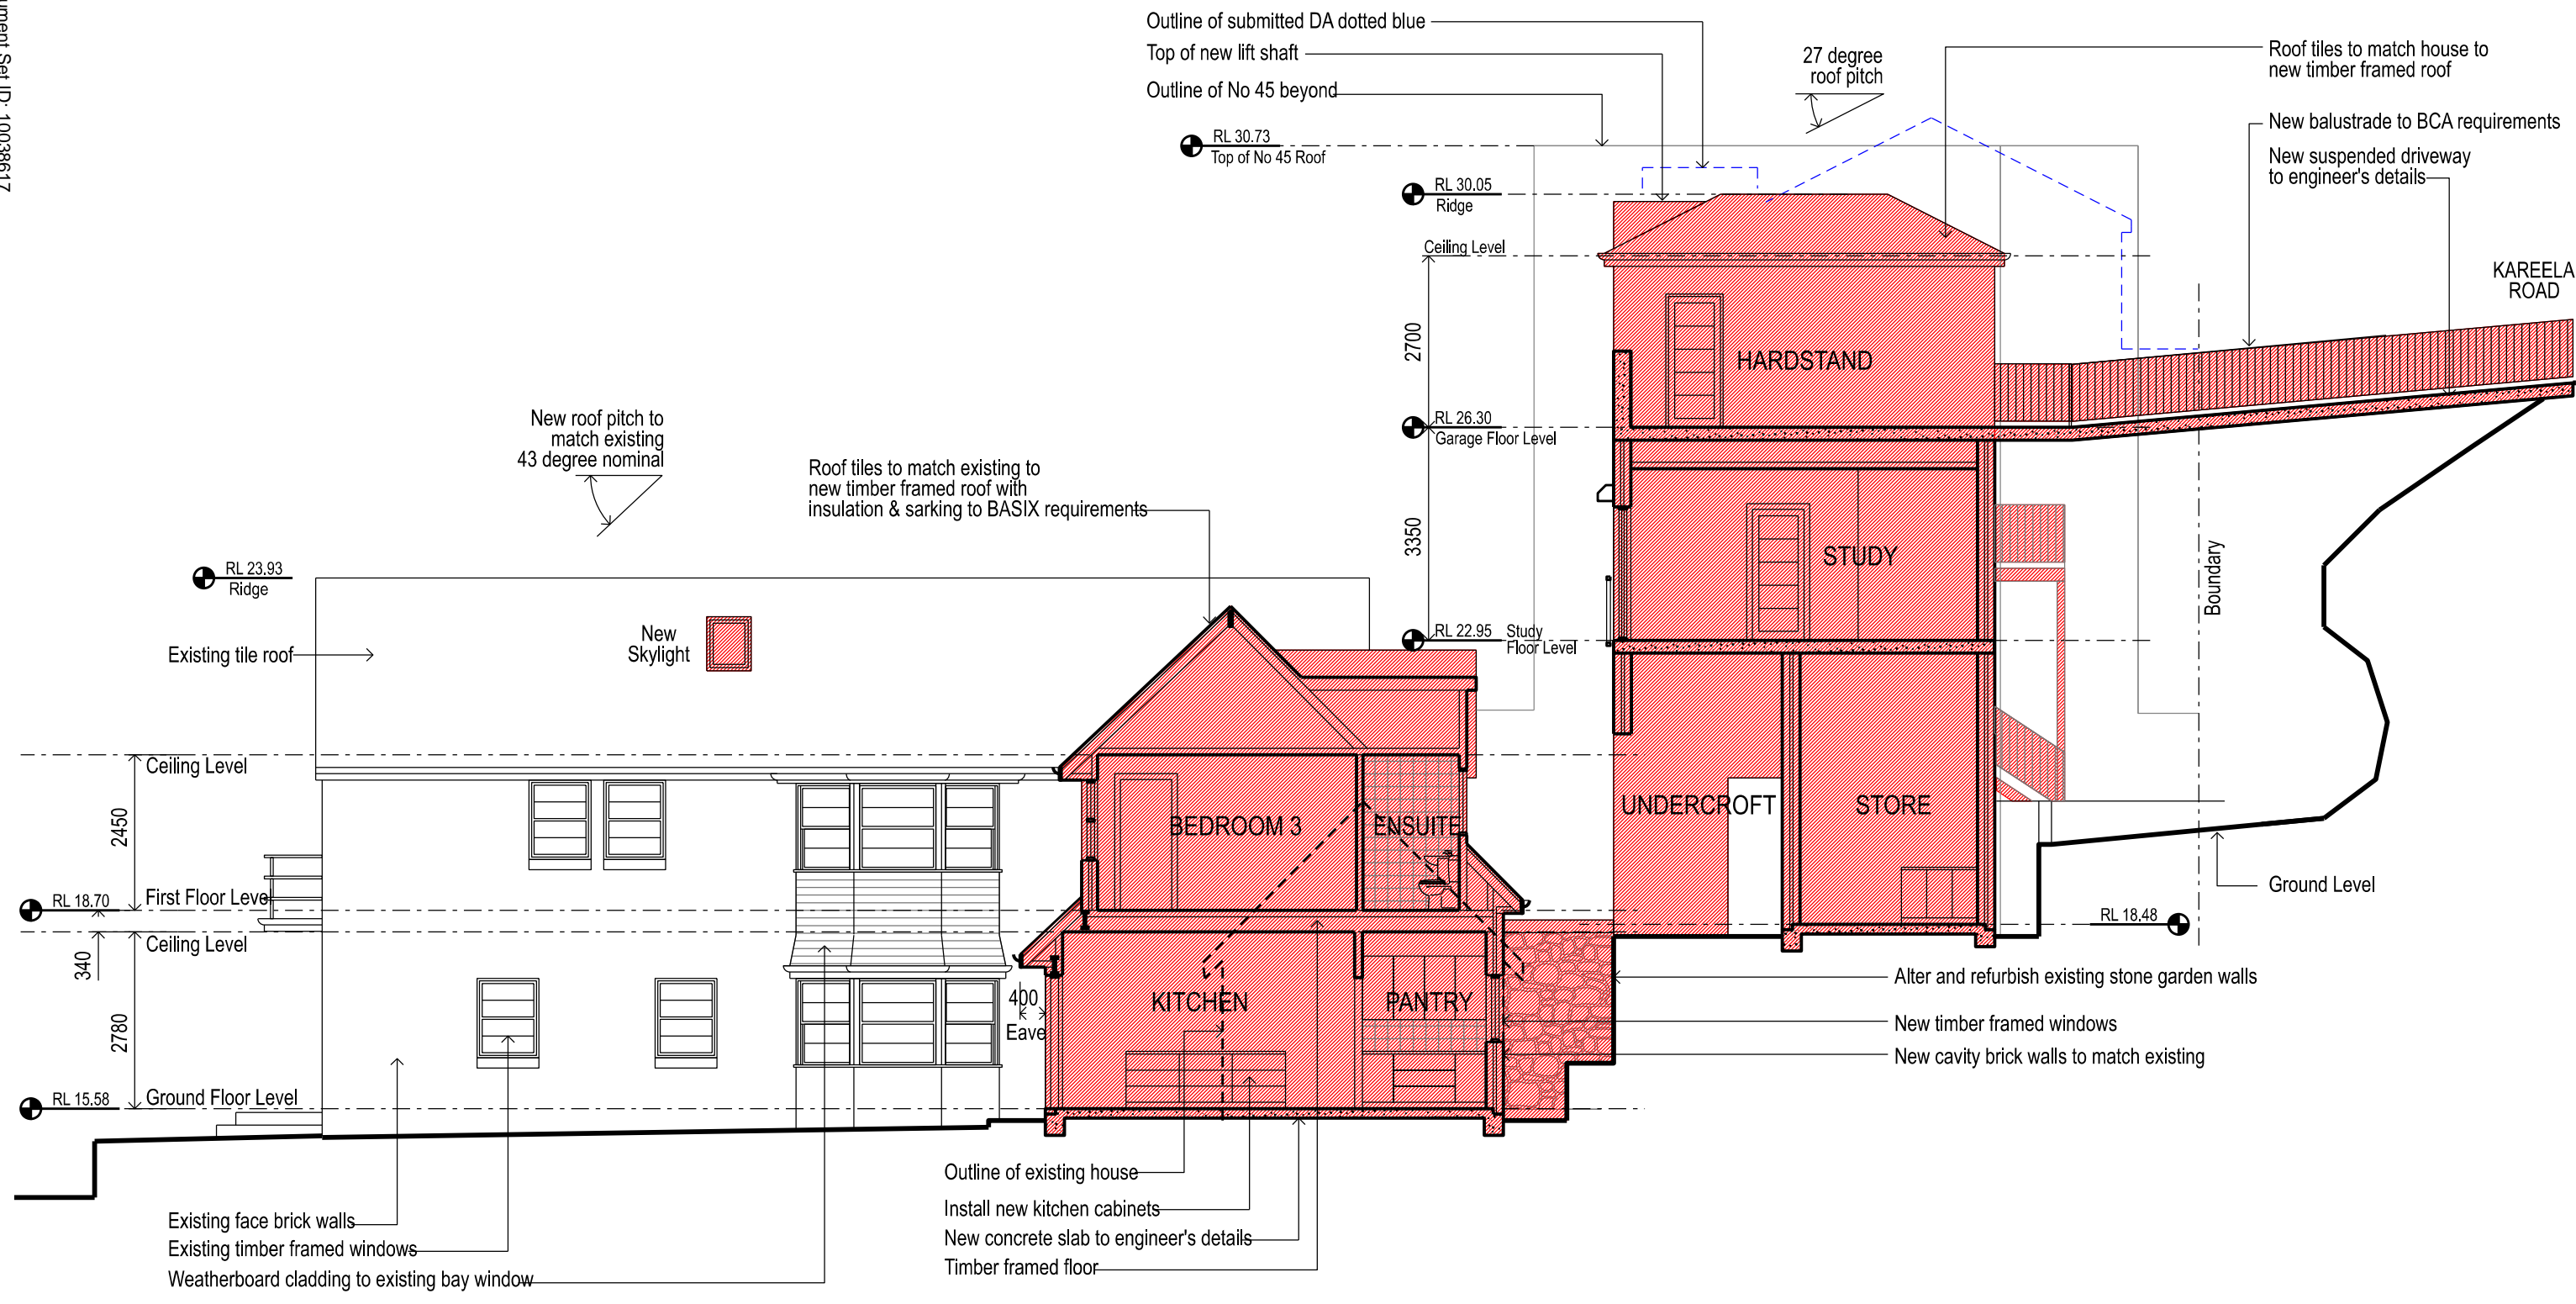 ument Set ID: 10038617
Outline of submitted DA dotted blue
Top of new lift shaft
Outline of No 45 beyond
27 degree
roof pitch
Roof tiles to match house to
new timber framed roof
New balustrade to BCA requirements
New suspended driveway
to engineer's details
RL 30.73
Top of No 45 Roof
RL 30.05
Ridge
Ceiling Level
KAREELA
ROAD
2700
HARDSTAND
RL 26.30
Garage Floor Level
New roof pitch to
match existing
43 degree nominal
Roof tiles to match existing to
new timber framed roof with
insulation & sarking to BASIX requirements
3350
STUDY
Boundary
RL 23.93
Ridge
New
Skylight
Existing tile roof
RL 22.95
Study
Floor Level
Ceiling Level
2450
BEDROOM 3
ENSUITE
UNDERCROFT
STORE
Ground Level
RL 18.70
First Floor Level
RL 18.48
Ceiling Level
340
Alter and refurbish existing stone garden walls
400
Eave
KITCHEN
PANTRY
New timber framed windows
2780
New cavity brick walls to match existing
RL 15.58
Ground Floor Level
Outline of existing house
Install new kitchen cabinets
New concrete slab to engineer's details
Timber framed floor
Existing face brick walls
Existing timber framed windows
Weatherboard cladding to existing bay window